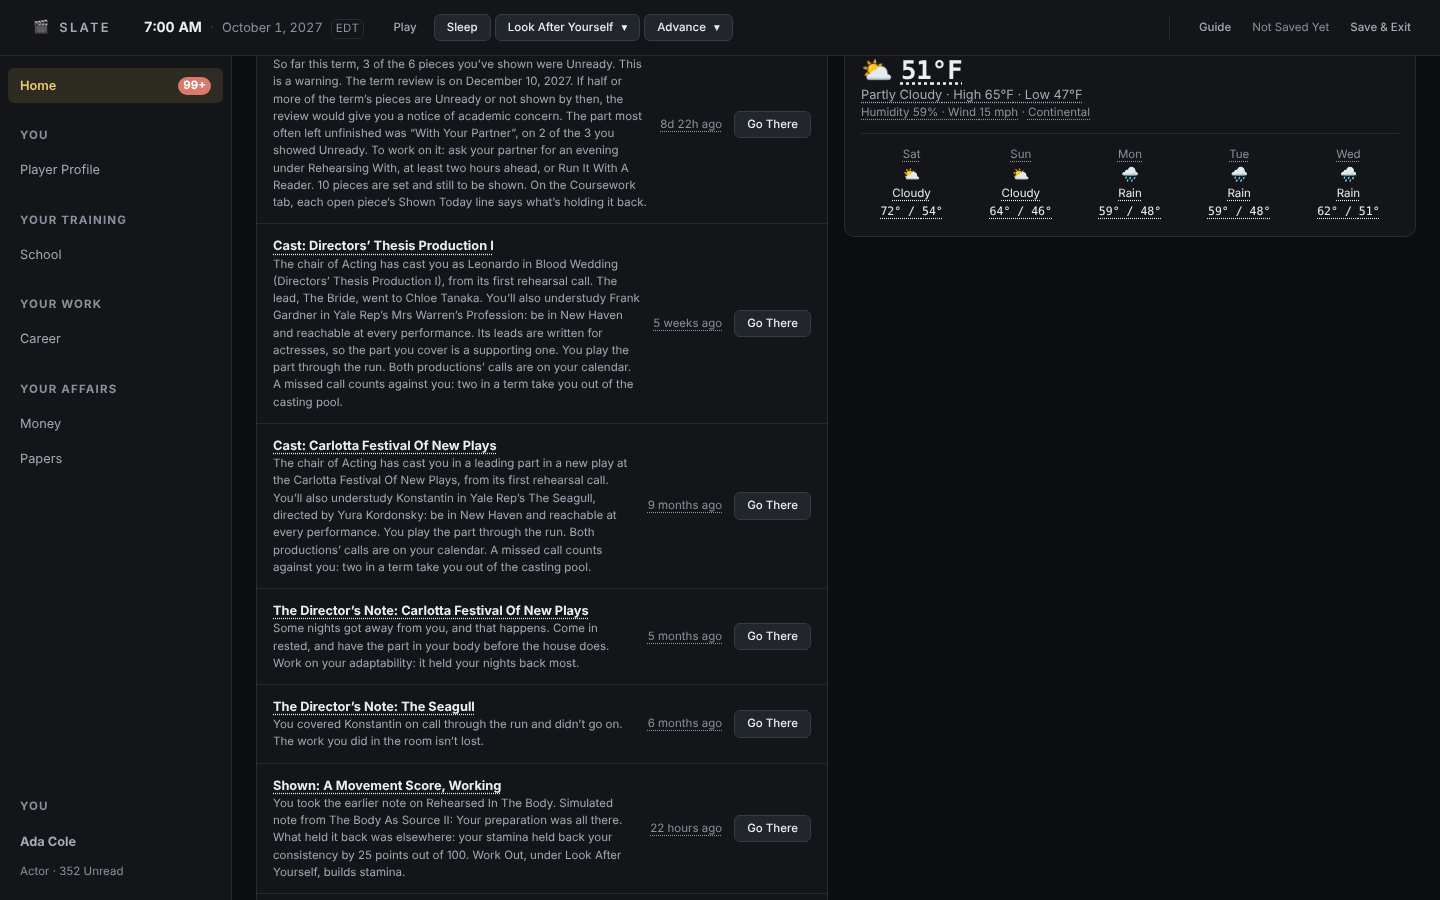 SLATE
7:00 AM · October 1, 2027 EDT
Play
Sleep
Look After Yourself ▾
Advance ▾
Guide
Not Saved Yet
Save & Exit
Home
99+
YOU
Player Profile
YOUR TRAINING
School
YOUR WORK
Career
YOUR AFFAIRS
Money
Papers
YOU
Ada Cole
Actor · 352 Unread
So far this term, 3 of the 6 pieces you’ve shown were Unready. This
is a warning. The term review is on December 10, 2027. If half or
more of the term’s pieces are Unready or not shown by then, the
review would give you a notice of academic concern. The part most
often left unfinished was “With Your Partner”, on 2 of the 3 you
showed Unready. To work on it: ask your partner for an evening
under Rehearsing With, at least two hours ahead, or Run It With A
Reader. 10 pieces are set and still to be shown. On the Coursework
tab, each open piece’s Shown Today line says what’s holding it back.
8d 22h ago
Go There
Cast: Directors’ Thesis Production I
The chair of Acting has cast you as Leonardo in Blood Wedding
(Directors’ Thesis Production I), from its first rehearsal call. The
lead, The Bride, went to Chloe Tanaka. You’ll also understudy Frank
Gardner in Yale Rep’s Mrs Warren’s Profession: be in New Haven
and reachable at every performance. Its leads are written for
actresses, so the part you cover is a supporting one. You play the
part through the run. Both productions’ calls are on your calendar.
A missed call counts against you: two in a term take you out of the
casting pool.
5 weeks ago
Go There
Cast: Carlotta Festival Of New Plays
The chair of Acting has cast you in a leading part in a new play at
the Carlotta Festival Of New Plays, from its first rehearsal call.
You’ll also understudy Konstantin in Yale Rep’s The Seagull,
directed by Yura Kordonsky: be in New Haven and reachable at
every performance. You play the part through the run. Both
productions’ calls are on your calendar. A missed call counts
against you: two in a term take you out of the casting pool.
9 months ago
Go There
The Director’s Note: Carlotta Festival Of New Plays
Some nights got away from you, and that happens. Come in
rested, and have the part in your body before the house does.
Work on your adaptability: it held your nights back most.
5 months ago
Go There
The Director’s Note: The Seagull
You covered Konstantin on call through the run and didn’t go on.
The work you did in the room isn’t lost.
6 months ago
Go There
Shown: A Movement Score, Working
You took the earlier note on Rehearsed In The Body. Simulated
note from The Body As Source II: Your preparation was all there.
What held it back was elsewhere: your stamina held back your
consistency by 25 points out of 100. Work Out, under Look After
Yourself, builds stamina.
22 hours ago
Go There
51°F
Partly Cloudy · High 65°F · Low 47°F
Humidity 59% · Wind 15 mph · Continental
Sat Sun Mon Tue Wed
Cloudy Cloudy Rain Rain Rain
72° / 54° 64° / 46° 59° / 48° 59° / 48° 62° / 51°